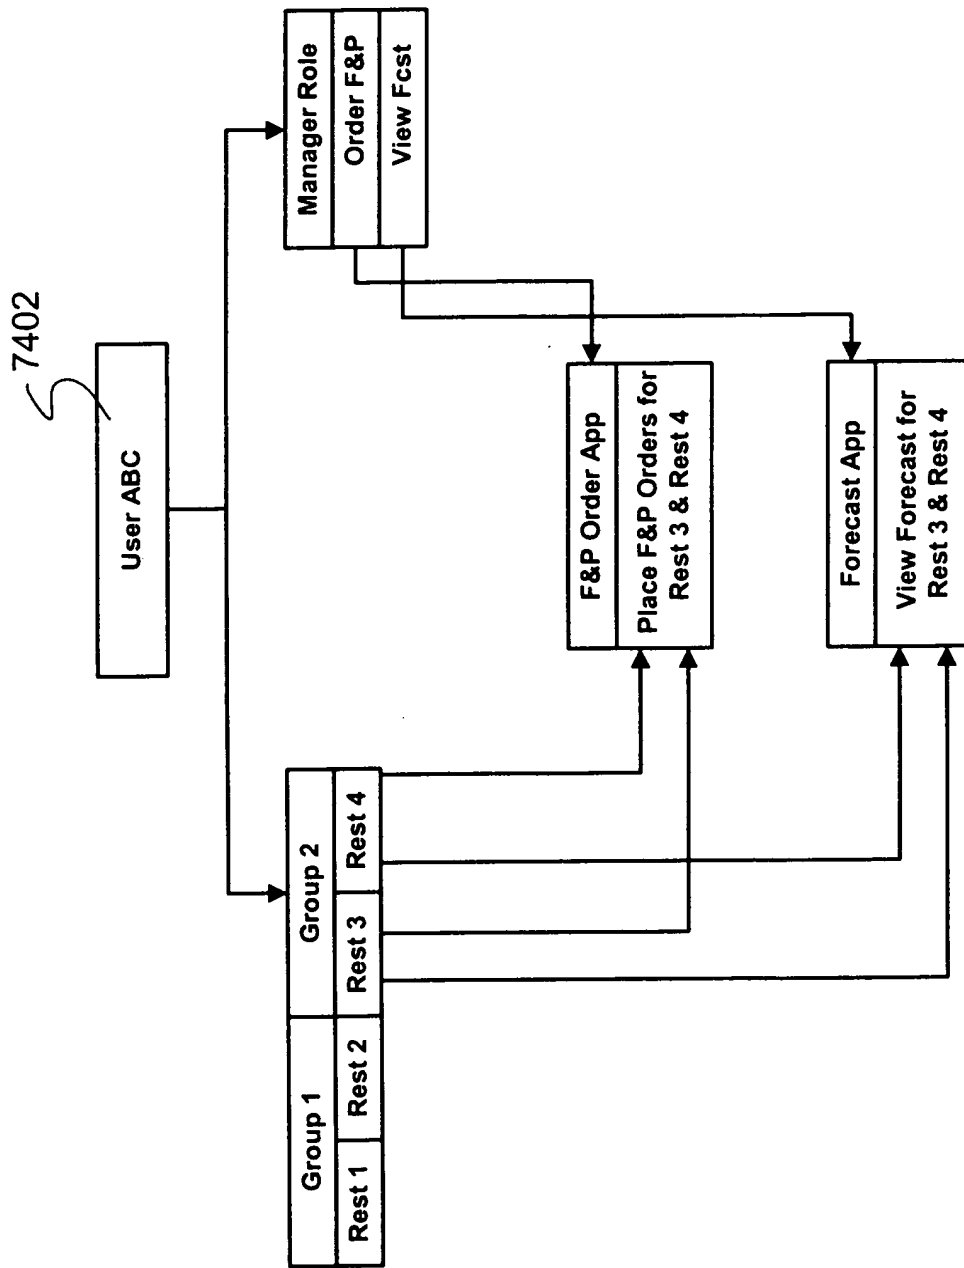 7402
User ABC
Group 1
Group 2
Rest 1
Rest 2
Rest 3
Rest 4
Manager Role
Order F&P
View Fcst
F&P Order App
Place F&P Orders for
Rest 3 & Rest 4
Forecast App
View Forecast for
Rest 3 & Rest 4